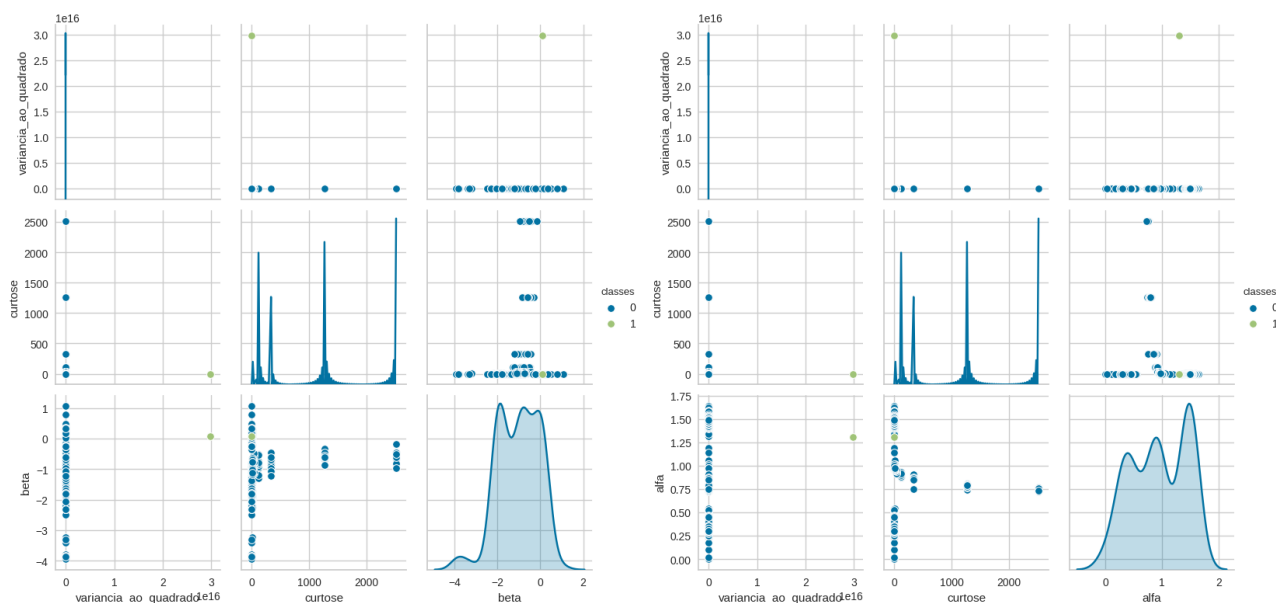 1e16
3.0
2.5
2.0
1.5
1.0
0.5
0.0
variancia_ao_quadrado
2500
2000
1500
1000
500
0
curtose
classes
0
1
1
0
−1
−2
−3
−4
beta
0 1 2 3
1e16
variancia_ao_quadrado
0 1000 2000
curtose
−4 −2 0 2
beta
1e16
3.0
2.5
2.0
1.5
1.0
0.5
0.0
variancia_ao_quadrado
2500
2000
1500
1000
500
0
curtose
classes
0
1
1.75
1.50
1.25
1.00
0.75
0.50
0.25
0.00
alfa
0 1 2 3
1e16
variancia_ao_quadrado
0 1000 2000
curtose
0 1 2
alfa